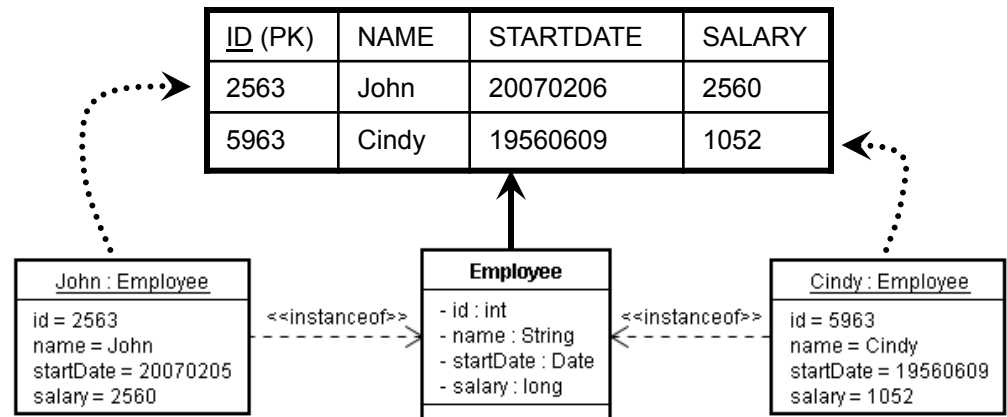 ID (PK) NAME STARTDATE SALARY
2563 John 20070206 2560
5963 Cindy 19560609 1052
John : Employee
id = 2563
name = John
startDate = 20070205
salary = 2560
<<instanceof>>
Employee
- id : int
- name : String
- startDate : Date
- salary : long
<<instanceof>>
Cindy : Employee
id = 5963
name = Cindy
startDate = 19560609
salary = 1052